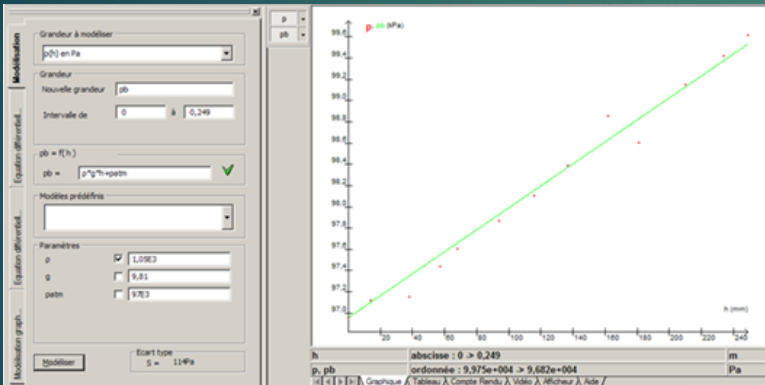 Modélisation
Equation différentiell...
Equation différentiell...
Modélisation graph...
Grandeur à modéliser
p(h) en Pa
Grandeur
Nouvelle grandeur pb
Intervalle de 0 à 0,249
pb = f(h)
pb = ρ*g*h+patm
Modèles prédéfinis
Paramètres
ρ 1,05E3
g 9,81
patm 97E3
Modéliser
Ecart type
S = 114Pa
p
pb
p, pb (kPa)
99,6
99,4
99,2
99,0
98,8
98,6
98,4
98,2
98,0
97,8
97,6
97,4
97,2
97,0
h (mm)
20 40 60 80 100 120 140 160 180 200 220 240
h abscisse : 0 -> 0,249 m
p, pb ordonnée : 9,975e+004 -> 9,682e+004 Pa
Graphique Tableau Compte Rendu Vidéo Afficheur Aide